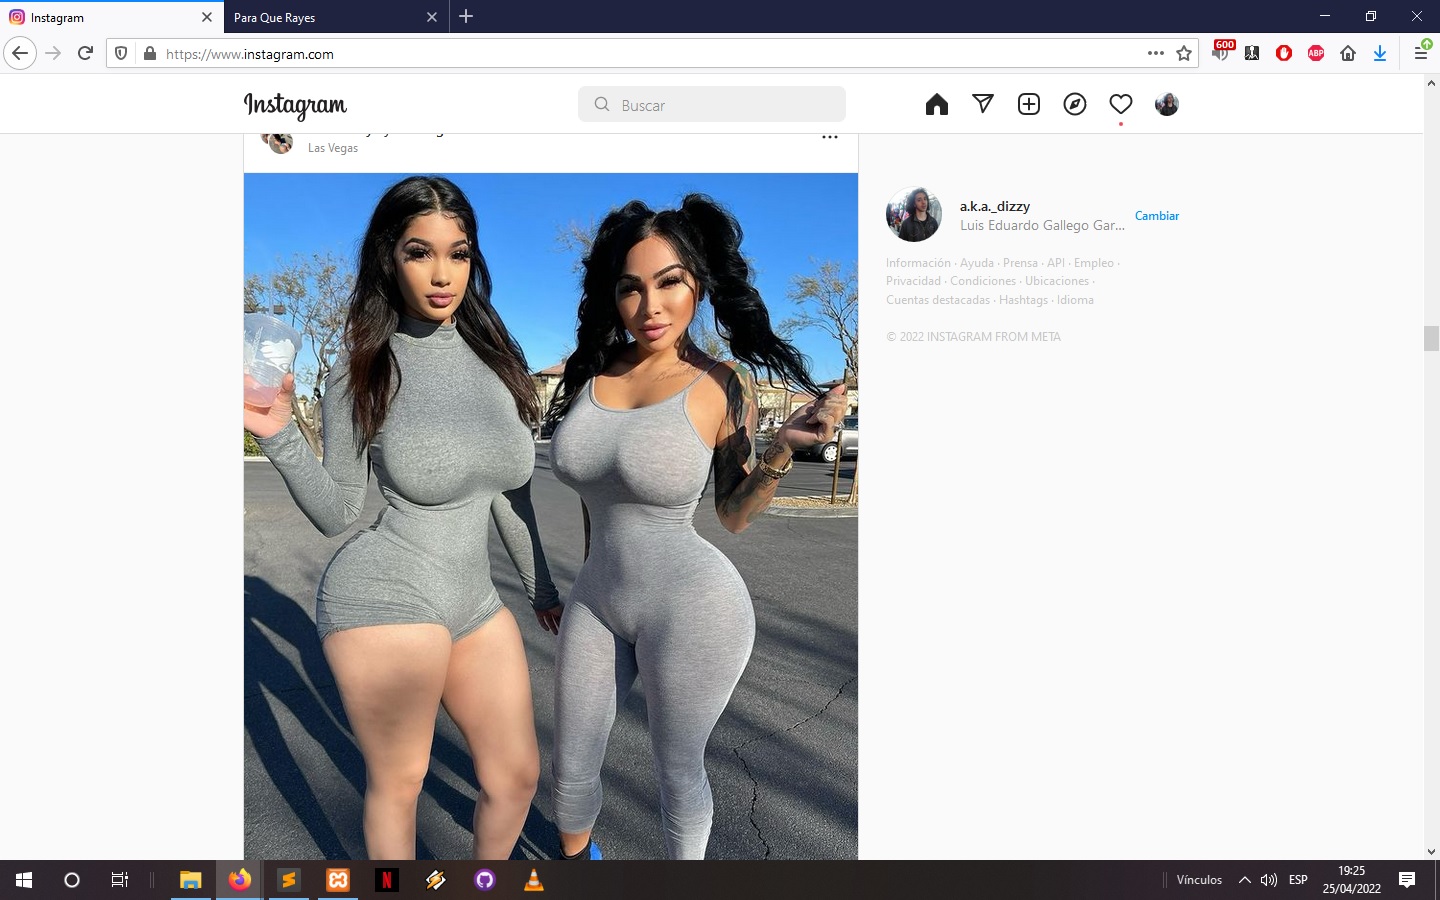 Instagram
Para Que Rayes
https://www.instagram.com
600
ABP
Instagram
Buscar
Las Vegas
a.k.a._dizzy
Luis Eduardo Gallego Gar...
Cambiar
Información · Ayuda · Prensa · API · Empleo ·
Privacidad · Condiciones · Ubicaciones ·
Cuentas destacadas · Hashtags · Idioma
© 2022 INSTAGRAM FROM META
Vínculos
ESP
19:25
25/04/2022